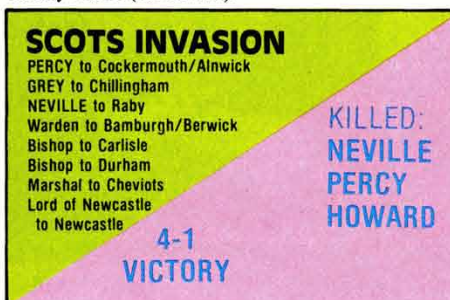 SCOTS INVASION
PERCY to Cockermouth/Alnwick
GREY to Chillingham
NEVILLE to Raby
Warden to Bamburgh/Berwick
Bishop to Carlisle
Bishop to Durham
Marshal to Cheviots
Lord of Newcastle
to Newcastle
KILLED:
NEVILLE
PERCY
HOWARD
4-1
VICTORY